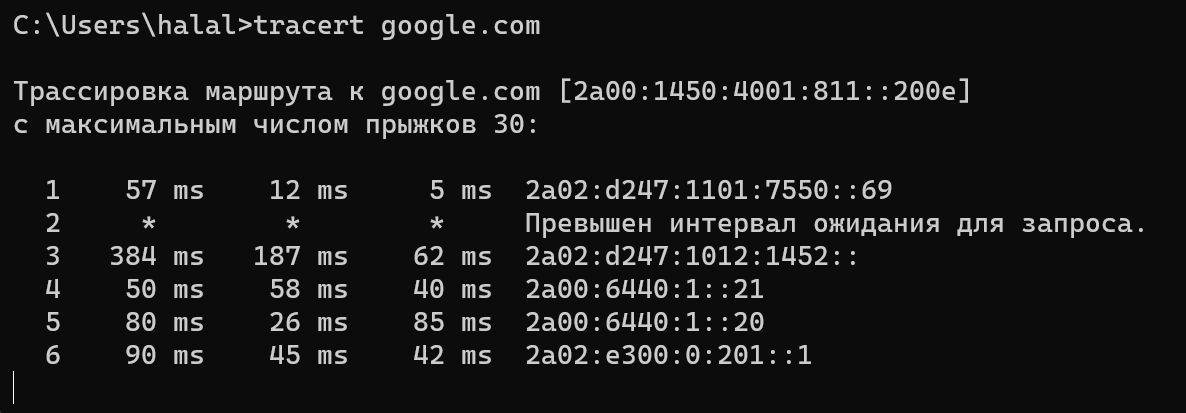 C:\Users\halal>tracert google.com
Трассировка маршрута к google.com [2a00:1450:4001:811::200e]
с максимальным числом прыжков 30:
1 57 ms 12 ms 5 ms 2a02:d247:1101:7550::69
2 * * * Превышен интервал ожидания для запроса.
3 384 ms 187 ms 62 ms 2a02:d247:1012:1452::
4 50 ms 58 ms 40 ms 2a00:6440:1::21
5 80 ms 26 ms 85 ms 2a00:6440:1::20
6 90 ms 45 ms 42 ms 2a02:e300:0:201::1